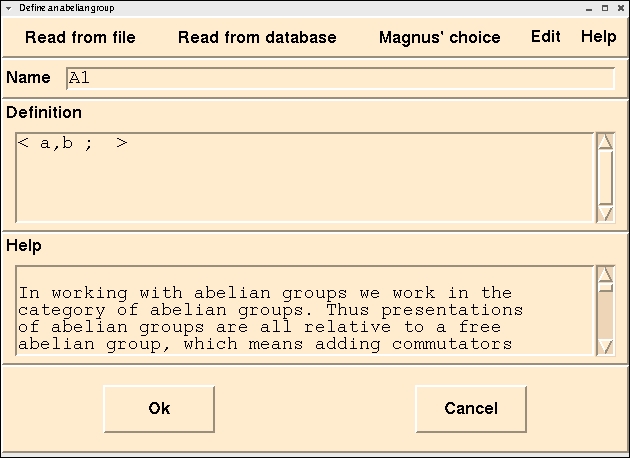 Define an abelian group
Read from file Read from database Magnus' choice Edit Help
Name A1
Definition
< a,b ;  >
Help
In working with abelian groups we work in the
category of abelian groups. Thus presentations
of abelian groups are all relative to a free
abelian group, which means adding commutators
Ok Cancel